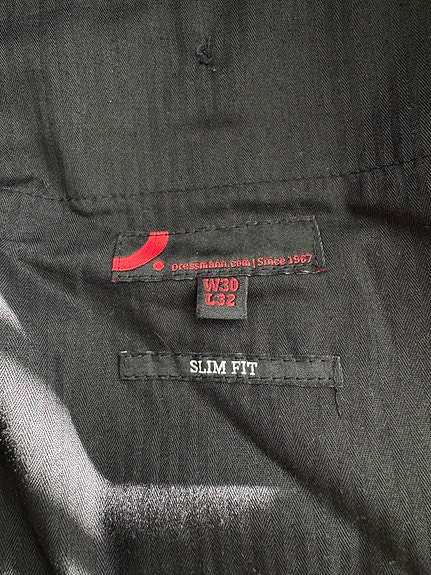 dressmann.com | Since 1967
W30
L32
SLIM FIT